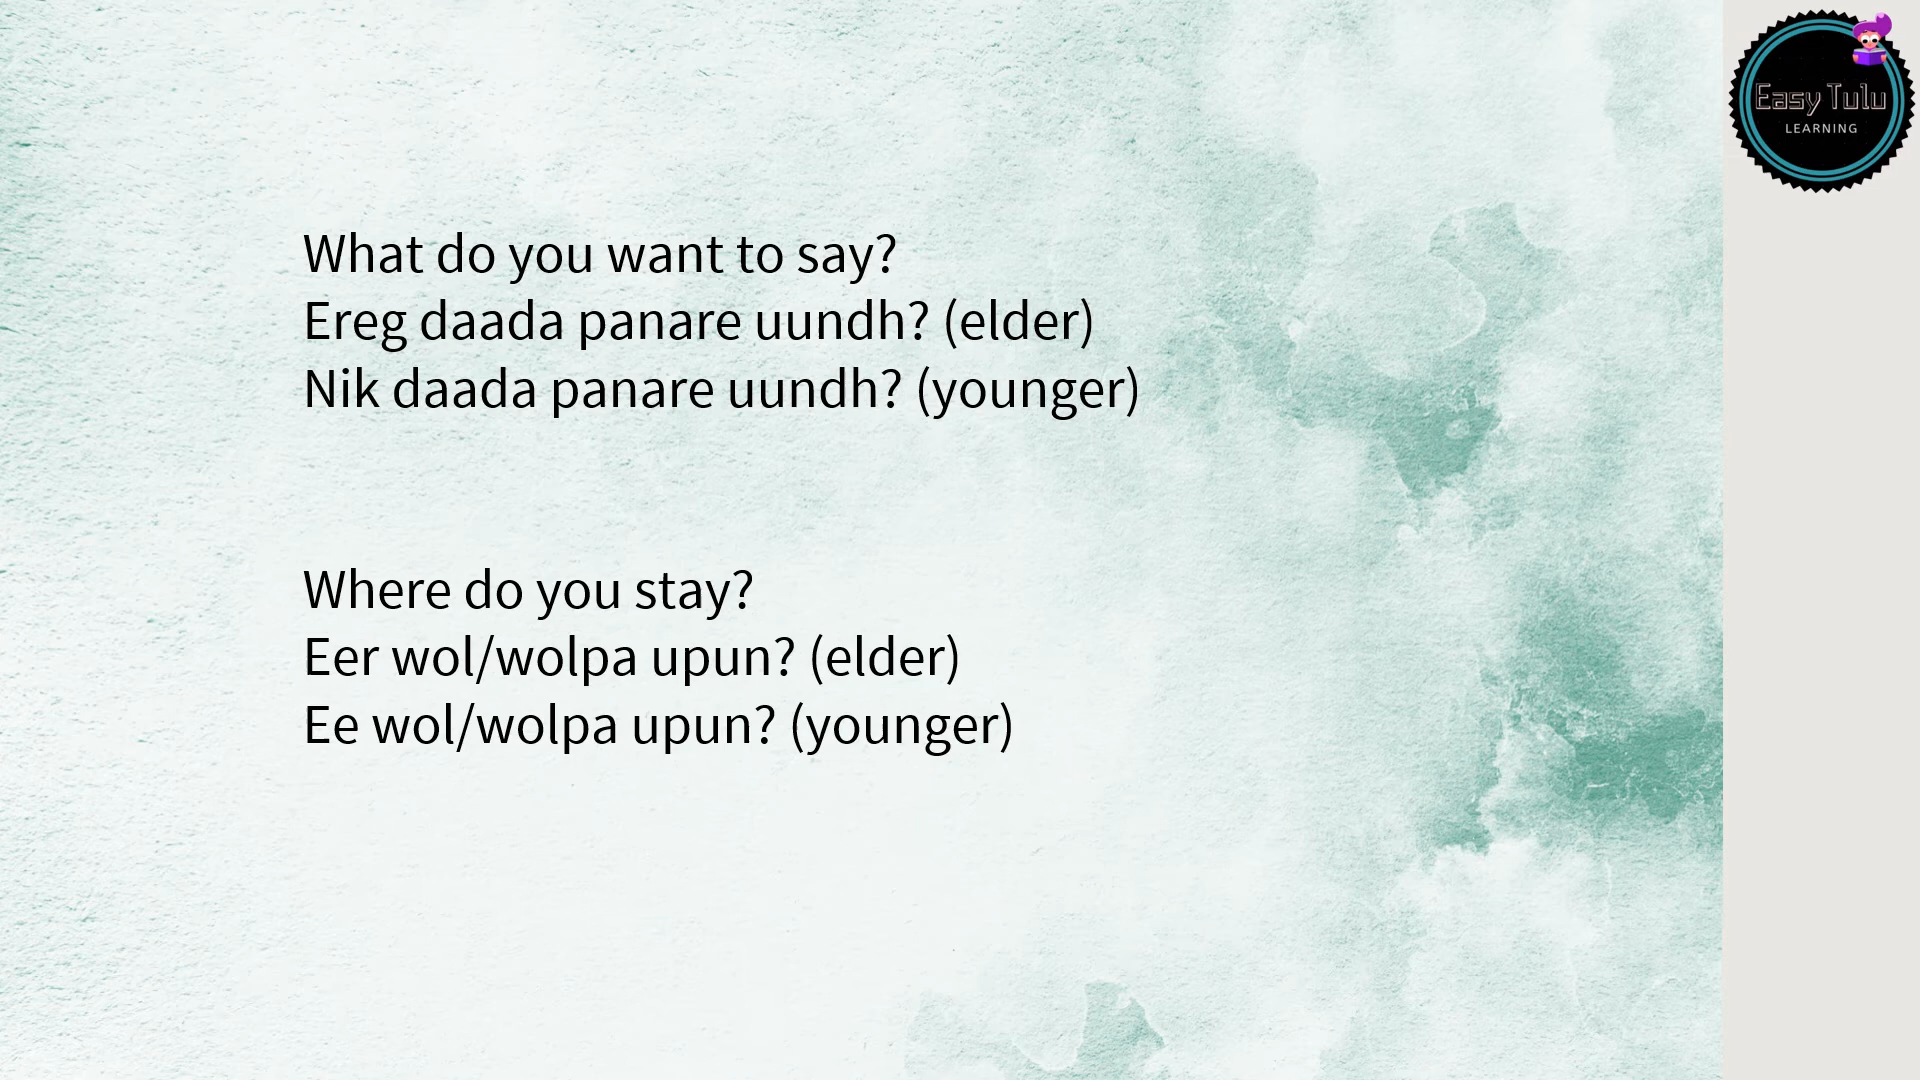 Easy Tulu
LEARNING
What do you want to say?
Ereg daada panare uundh? (elder)
Nik daada panare uundh? (younger)
Where do you stay?
Eer wol/wolpa upun? (elder)
Ee wol/wolpa upun? (younger)